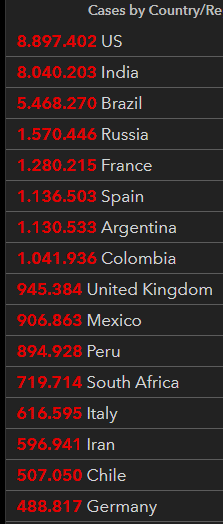 Cases by Country/Re
8.897.402 US
8.040.203 India
5.468.270 Brazil
1.570.446 Russia
1.280.215 France
1.136.503 Spain
1.130.533 Argentina
1.041.936 Colombia
945.384 United Kingdom
906.863 Mexico
894.928 Peru
719.714 South Africa
616.595 Italy
596.941 Iran
507.050 Chile
488.817 Germany